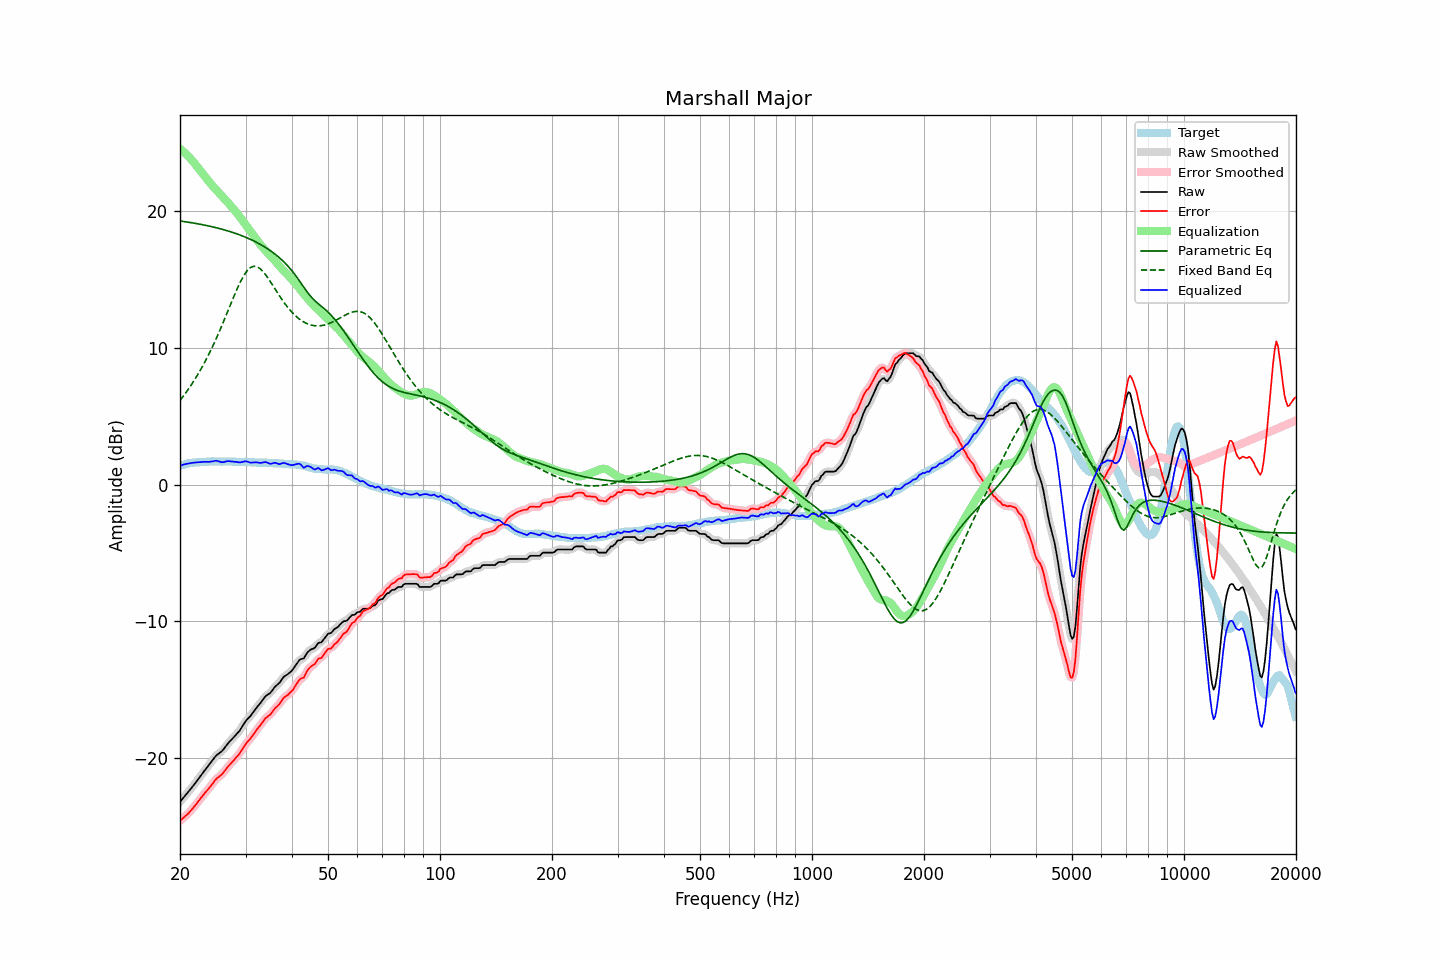 Marshall Major
Target
Raw Smoothed
Error Smoothed
Raw
Error
Equalization
Parametric Eq
Fixed Band Eq
Equalized
Amplitude (dBr)
20
10
0
−10
−20
20 50 100 200 500 1000 2000 5000 10000 20000
Frequency (Hz)